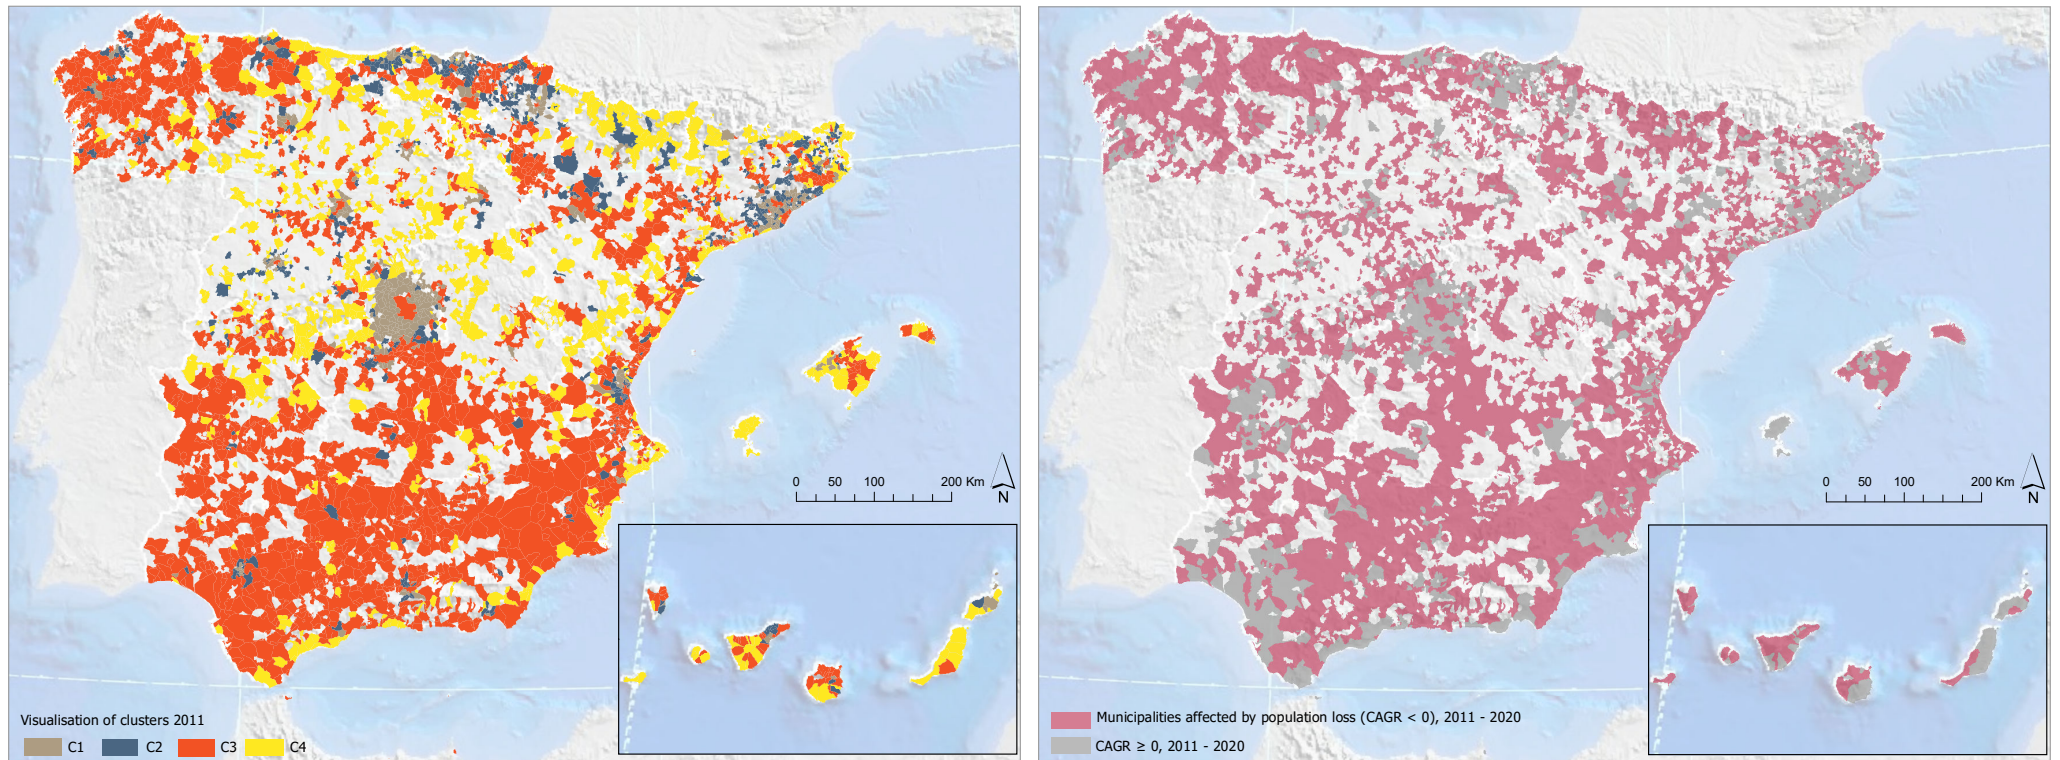 0 50 100 200 Km
N
Visualisation of clusters 2011
C1 C2 C3 C4
0 50 100 200 Km
N
Municipalities affected by population loss (CAGR < 0), 2011 - 2020
CAGR ≥ 0, 2011 - 2020